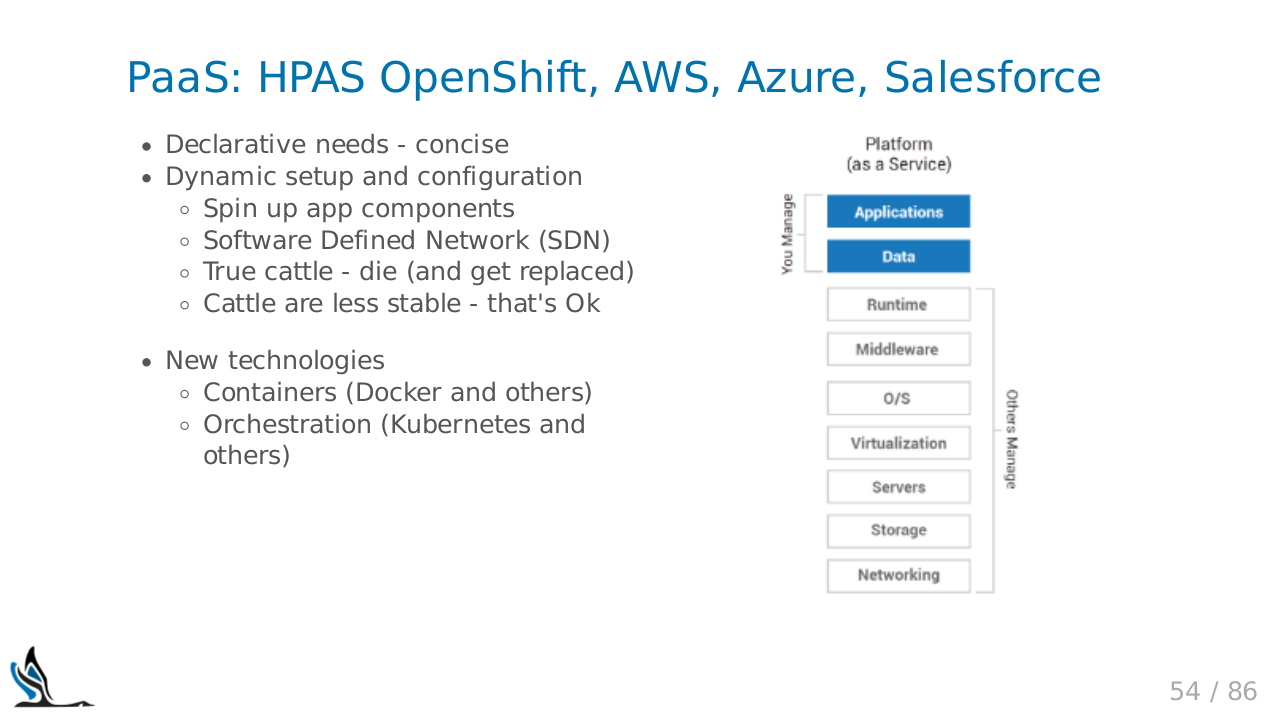 PaaS: HPAS OpenShift, AWS, Azure, Salesforce
• Declarative needs - concise
• Dynamic setup and configuration
◦ Spin up app components
◦ Software Defined Network (SDN)
◦ True cattle - die (and get replaced)
◦ Cattle are less stable - that's Ok
• New technologies
◦ Containers (Docker and others)
◦ Orchestration (Kubernetes and
others)
Platform
(as a Service)
You Manage
Applications
Data
Runtime
Middleware
O/S
Virtualization
Servers
Storage
Networking
Others Manage
54 / 86